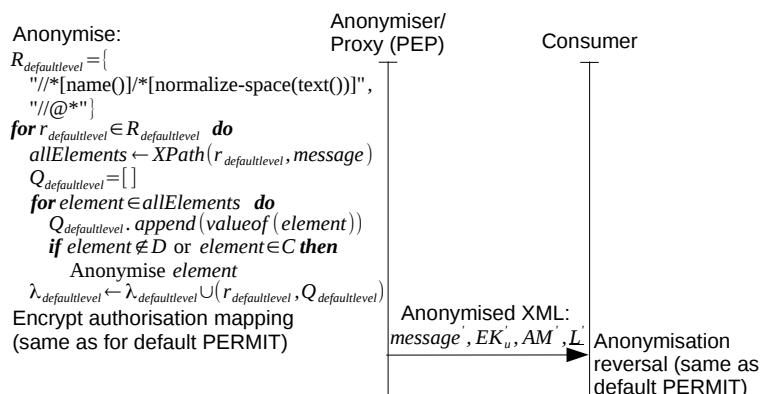 Anonymiser/
Proxy (PEP)
Consumer
Anonymise:
R_defaultlevel={
"//*[name()]/*[normalize-space(text())]",
"//@*"}
for r_defaultlevel∈R_defaultlevel do
allElements←XPath(r_defaultlevel,message)
Q_defaultlevel=[]
for element∈allElements do
Q_defaultlevel.append(valueof(element))
if element∉D or element∈C then
Anonymise element
λ_defaultlevel←λ_defaultlevel∪(r_defaultlevel,Q_defaultlevel)
Encrypt authorisation mapping
(same as for default PERMIT)
Anonymised XML:
message',EK'_u,AM',L'
Anonymisation
reversal (same as
default PERMIT)